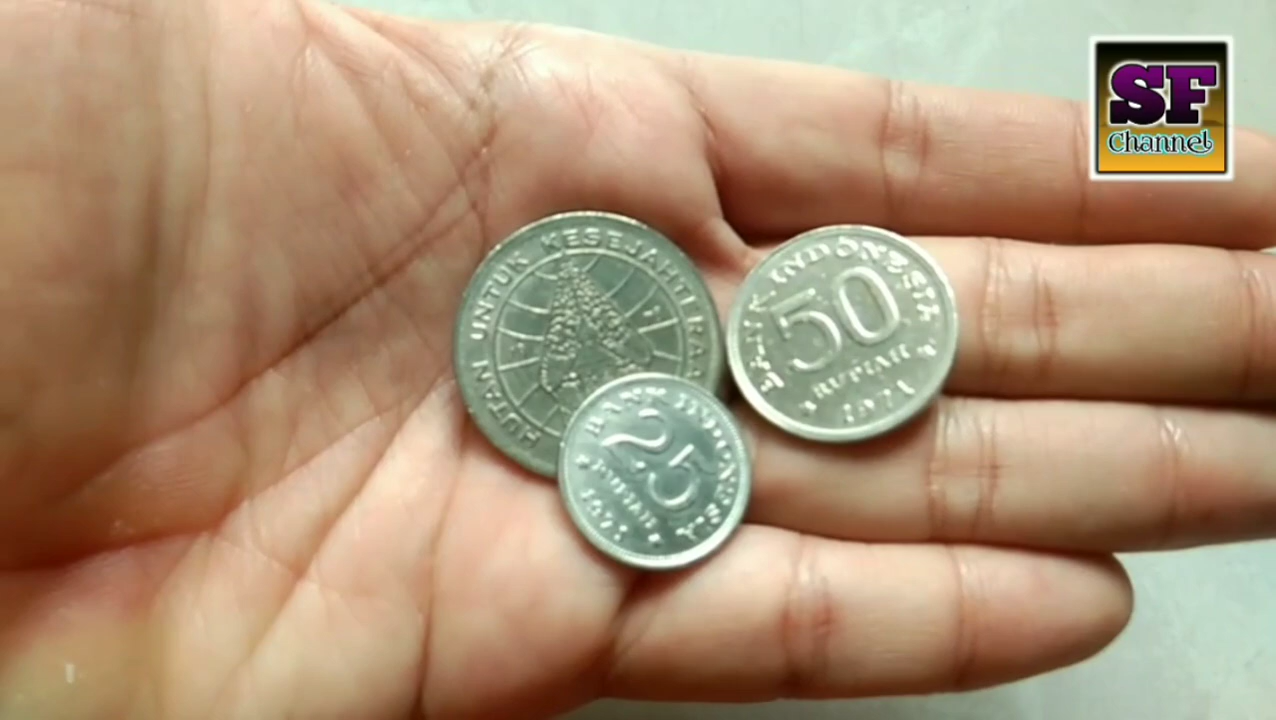 SF
Channel
HUTAN UNTUK KESEJAHTERAAN
BANK INDONESIA
50
RUPIAH
1971
BANK INDONESIA
25
RUPIAH
1971